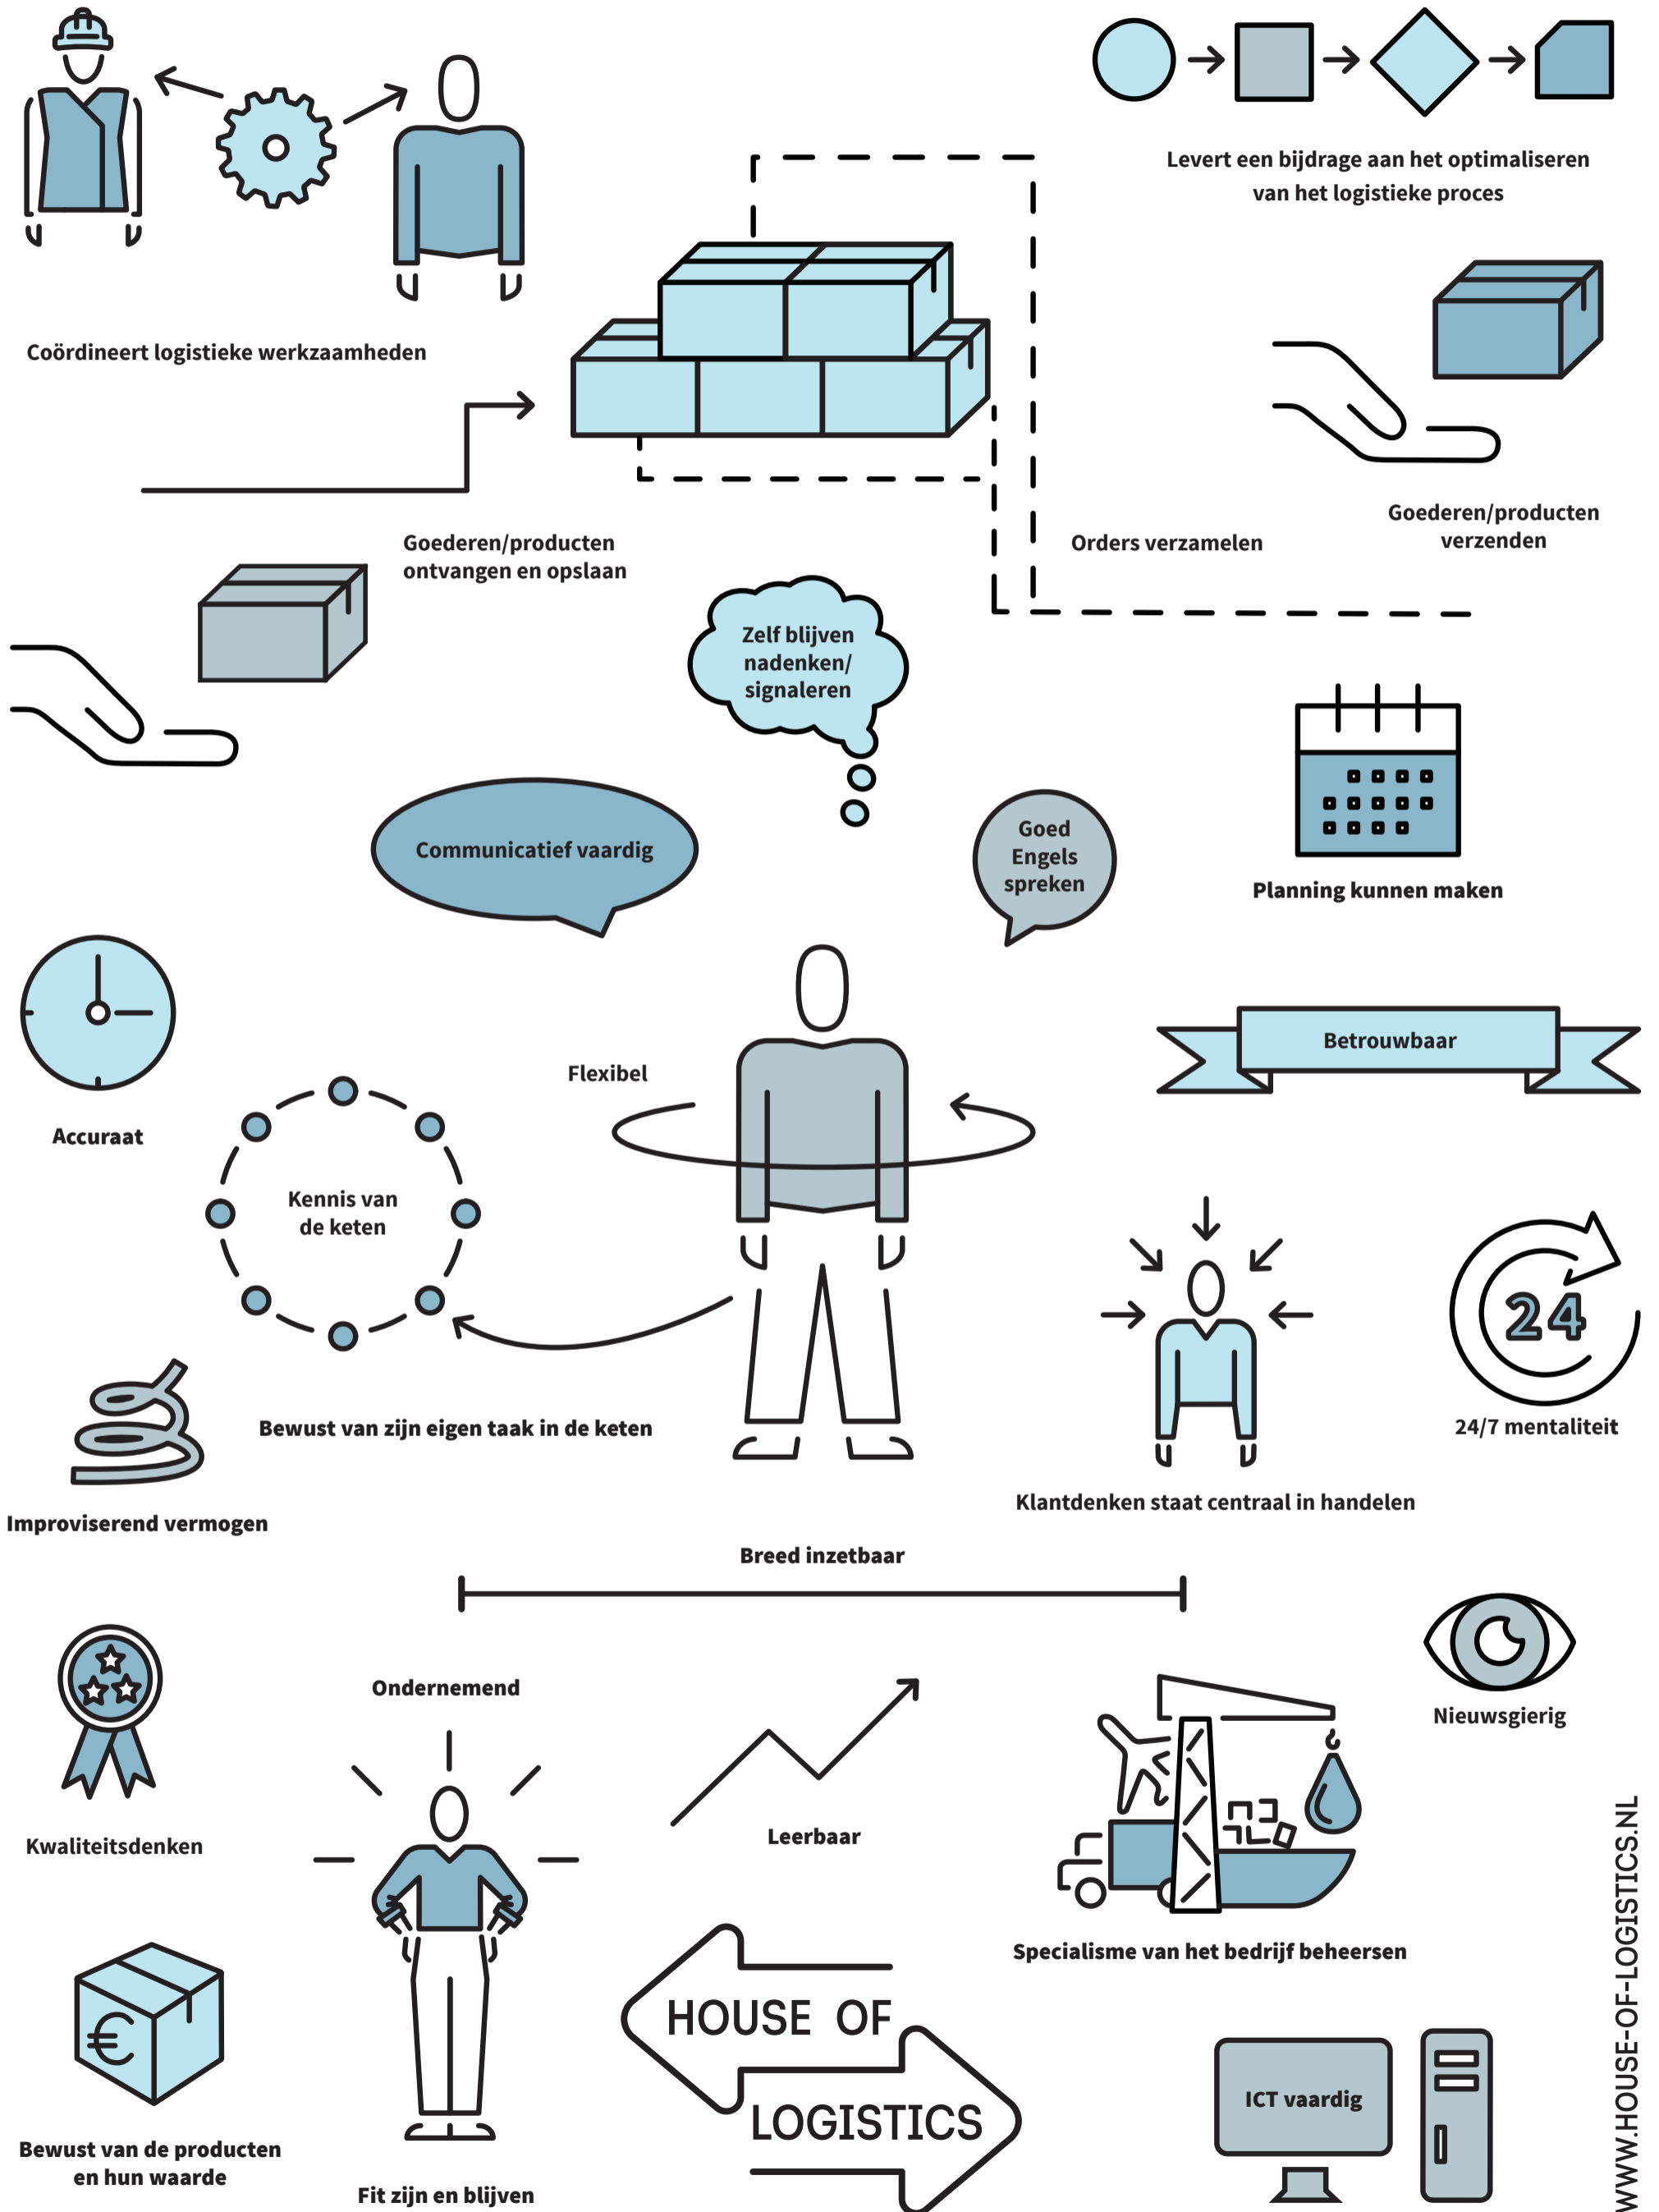 Levert een bijdrage aan het optimaliseren
van het logistieke proces
Coördineert logistieke werkzaamheden
Goederen/producten
verzenden
Goederen/producten
ontvangen en opslaan
Orders verzamelen
Zelf blijven
nadenken/
signaleren
Communicatief vaardig
Goed
Engels
spreken
Planning kunnen maken
Betrouwbaar
Flexibel
Accuraat
Kennis van
de keten
24
24/7 mentaliteit
Bewust van zijn eigen taak in de keten
Klantdenken staat centraal in handelen
Improviserend vermogen
Breed inzetbaar
Ondernemend
Nieuwsgierig
Leerbaar
Kwaliteitsdenken
Specialisme van het bedrijf beheersen
€
HOUSE OF
LOGISTICS
ICT vaardig
Bewust van de producten
en hun waarde
Fit zijn en blijven
WWW.HOUSE-OF-LOGISTICS.NL